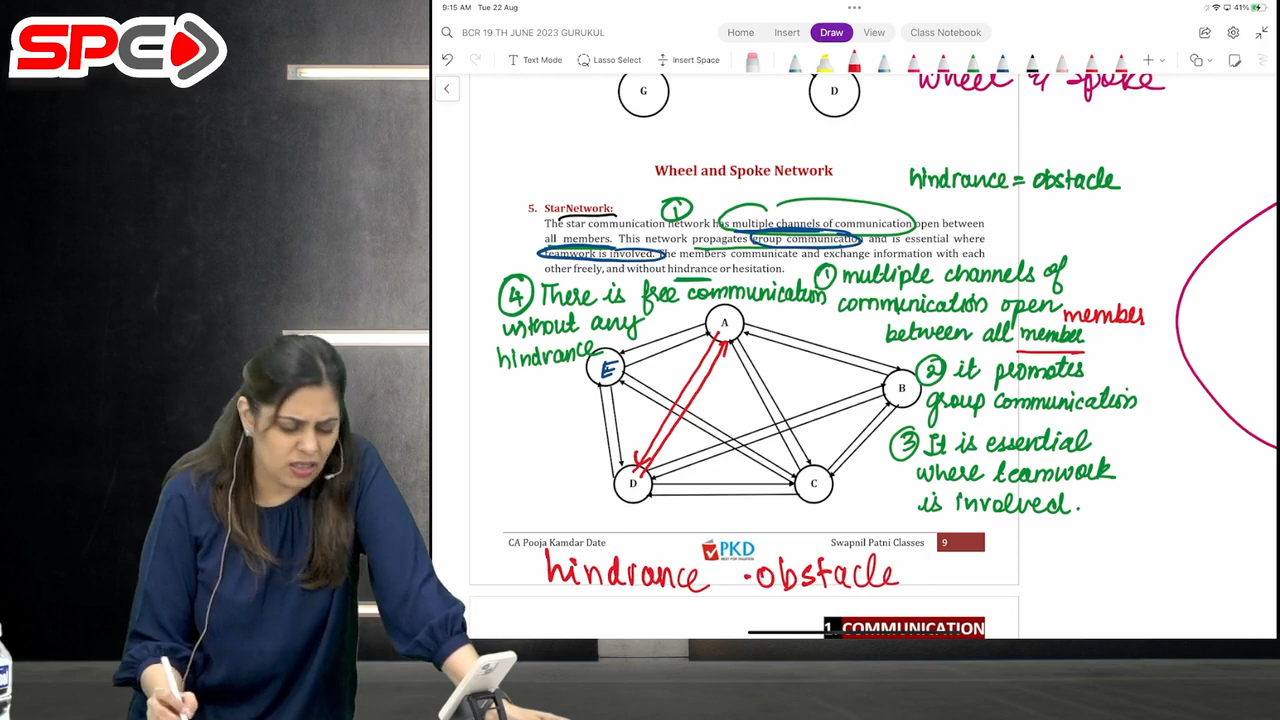 SPC
9:15 AM Tue 22 Aug
41%
BCR 19 TH JUNE 2023 GURUKUL
Home Insert Draw View Class Notebook
Text Mode Lasso Select Insert Space
Wheel & Spoke
G D
Wheel and Spoke Network
hindrance = obstacle
5. StarNetwork:
①
The star communication network has multiple channels of communication open between
all members. This network propagates group communication and is essential where
teamwork is involved. The members communicate and exchange information with each
other freely, and without hindrance or hesitation.
④ There is free communication
without any
hindrance
① multiple channels of
communication open
between all member
member
② it promotes
group communication
③ It is essential
where teamwork
is involved.
A
E
B
D
C
CA Pooja Kamdar Date
PKD
Swapnil Patni Classes 9
hindrance . obstacle
1. COMMUNICATION